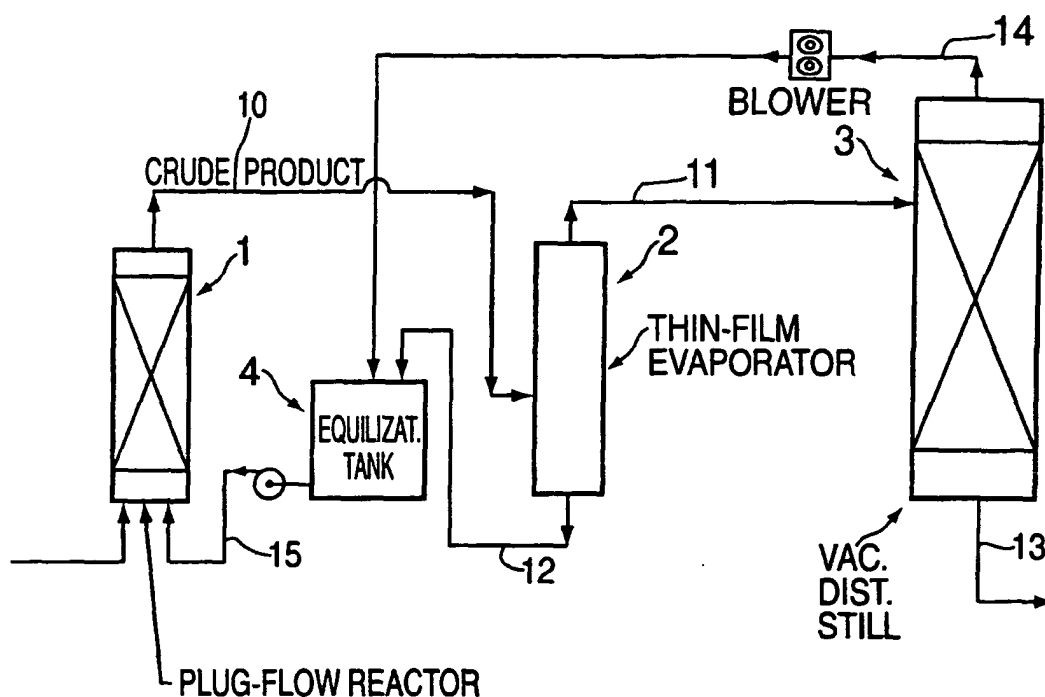 14
BLOWER
10
3
CRUDE PRODUCT
11
1
2
THIN-FILM
EVAPORATOR
4
EQUILIZAT.
TANK
15
12
13
VAC.
DIST.
STILL
PLUG-FLOW REACTOR